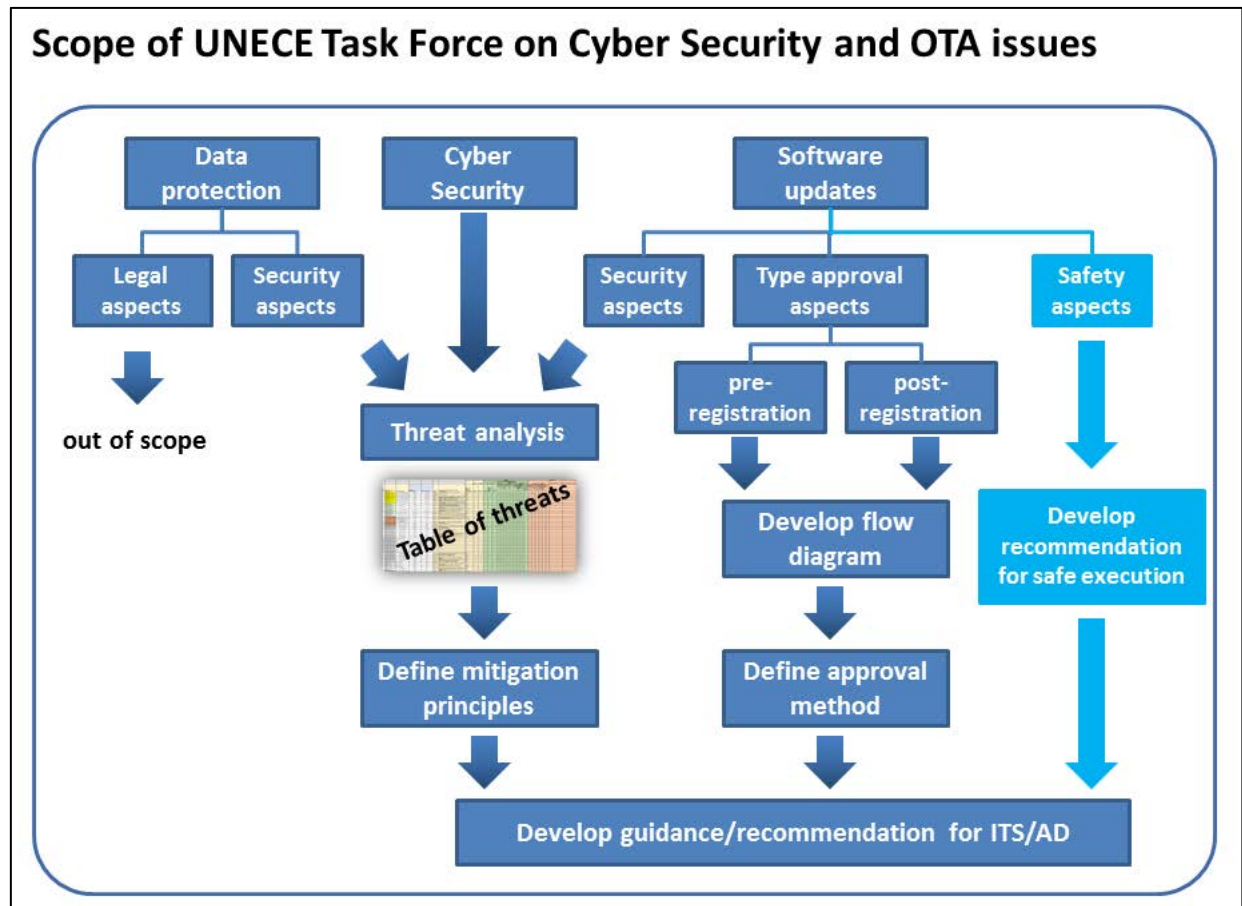 Scope of UNECE Task Force on Cyber Security and OTA issues
Data
protection
Cyber
Security
Software
updates
Legal
aspects
Security
aspects
Security
aspects
Type approval
aspects
Safety
aspects
out of scope
Threat analysis
pre-
registration
post-
registration
Table of threats
Develop flow
diagram
Develop
recommendation
for safe execution
Define mitigation
principles
Define approval
method
Develop guidance/recommendation for ITS/AD